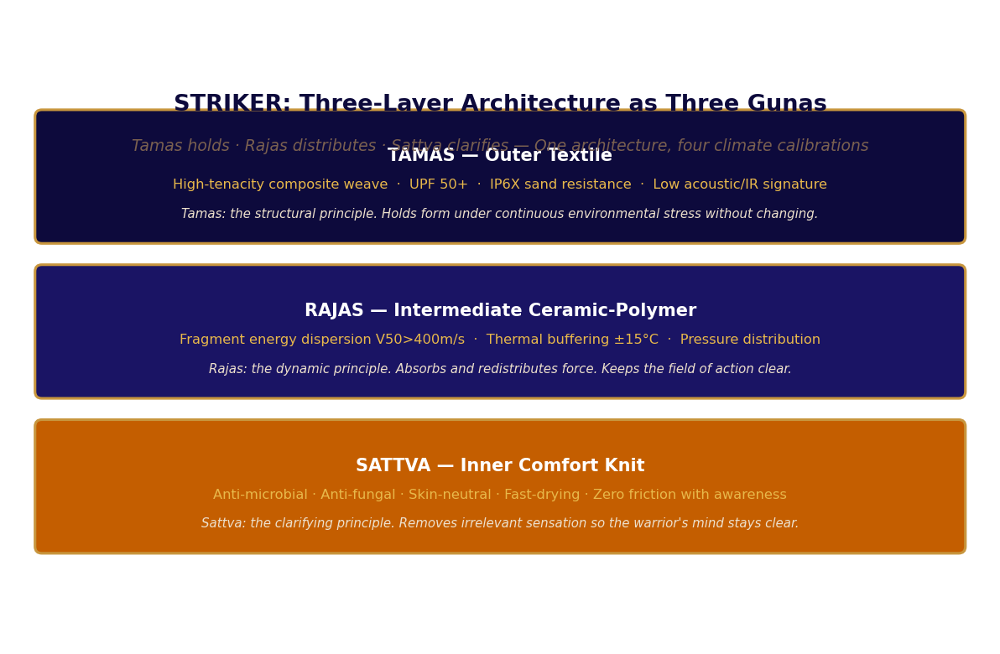 STRIKER: Three-Layer Architecture as Three Gunas
Tamas holds · Rajas distributes · Sattva clarifies — One architecture, four climate calibrations
TAMAS — Outer Textile
High-tenacity composite weave · UPF 50+ · IP6X sand resistance · Low acoustic/IR signature
Tamas: the structural principle. Holds form under continuous environmental stress without changing.
RAJAS — Intermediate Ceramic-Polymer
Fragment energy dispersion V50>400m/s · Thermal buffering ±15°C · Pressure distribution
Rajas: the dynamic principle. Absorbs and redistributes force. Keeps the field of action clear.
SATTVA — Inner Comfort Knit
Anti-microbial · Anti-fungal · Skin-neutral · Fast-drying · Zero friction with awareness
Sattva: the clarifying principle. Removes irrelevant sensation so the warrior's mind stays clear.